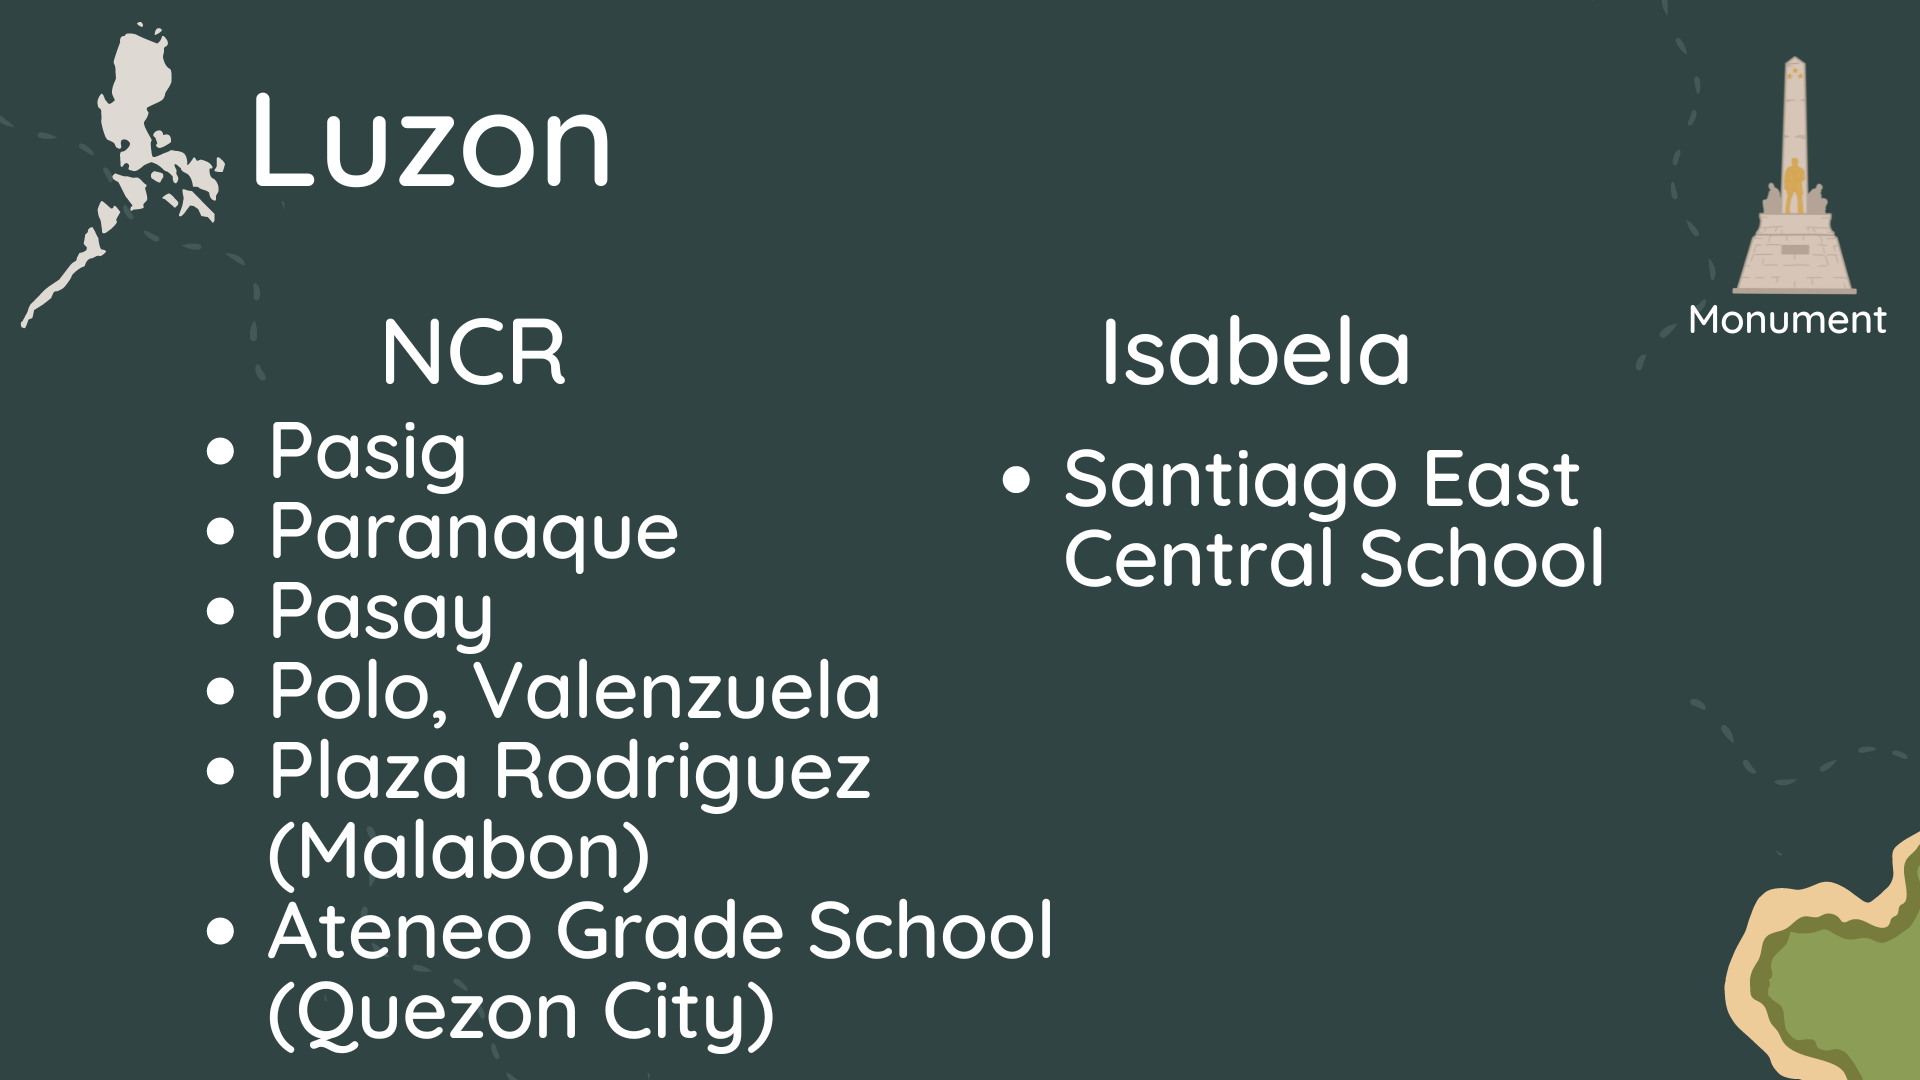 Luzon
Monument
NCR
• Pasig
• Paranaque
• Pasay
• Polo, Valenzuela
• Plaza Rodriguez
(Malabon)
• Ateneo Grade School
(Quezon City)
Isabela
• Santiago East
Central School